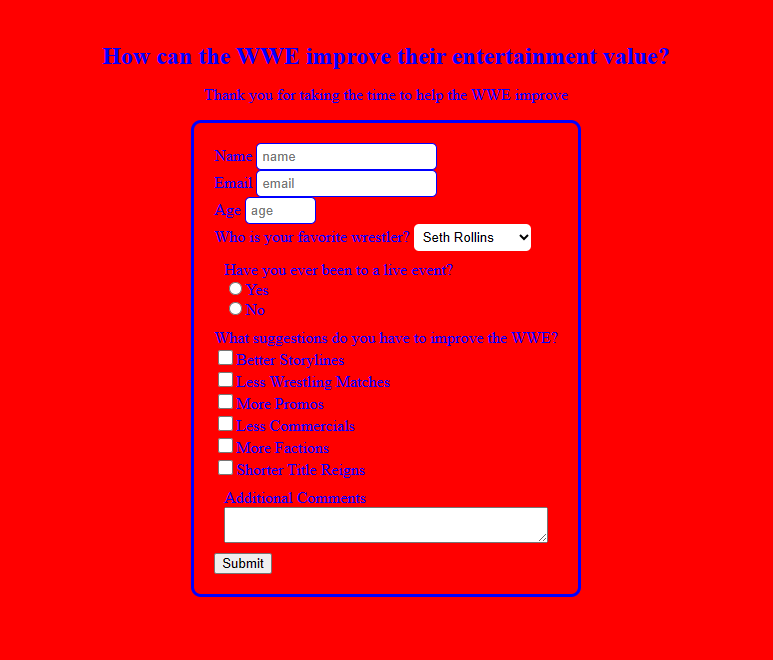 How can the WWE improve their entertainment value?
Thank you for taking the time to help the WWE improve
Name name
Email email
Age age
Who is your favorite wrestler? Seth Rollins
Have you ever been to a live event?
Yes
No
What suggestions do you have to improve the WWE?
Better Storylines
Less Wrestling Matches
More Promos
Less Commercials
More Factions
Shorter Title Reigns
Additional Comments
Submit